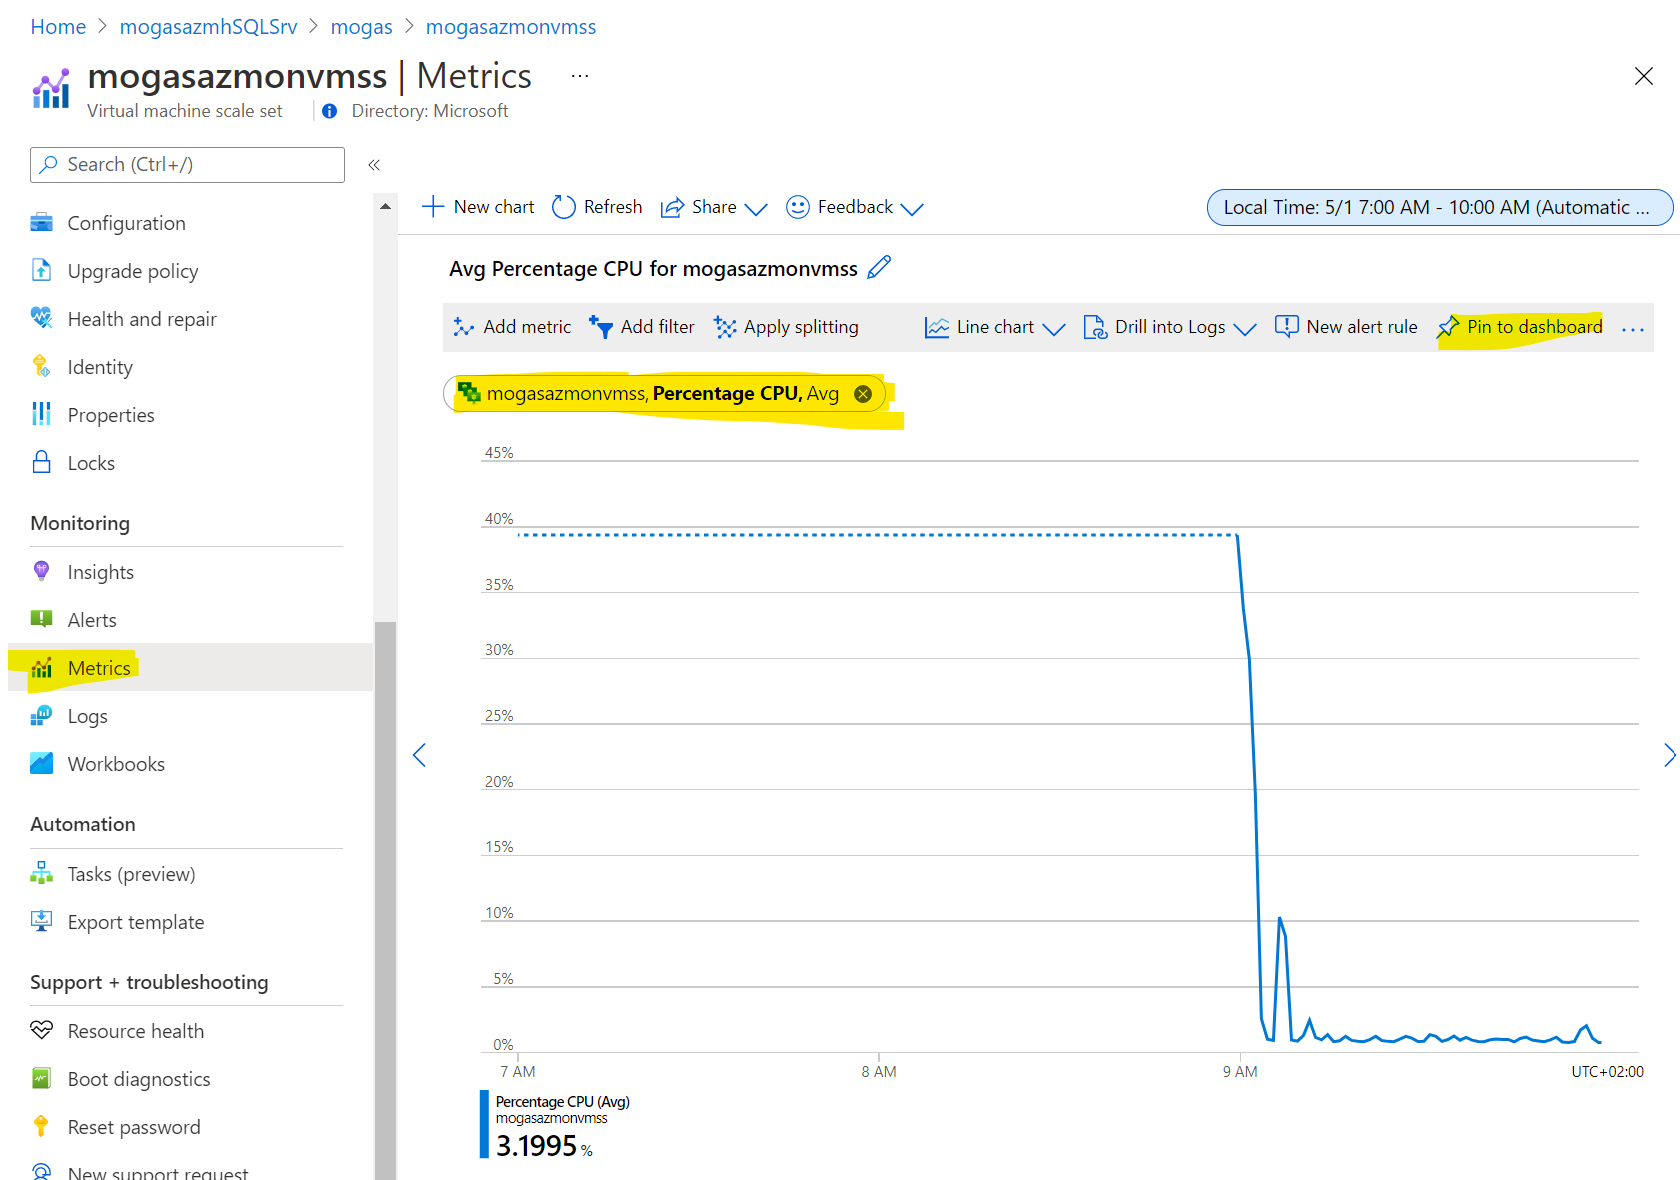 Home > mogasazmhSQLSrv > mogas > mogasazmonvmss
mogasazmonvmss | Metrics ...
Virtual machine scale set
Directory: Microsoft
Search (Ctrl+/)
«
Configuration
Upgrade policy
Health and repair
Identity
Properties
Locks
Monitoring
Insights
Alerts
Metrics
Logs
Workbooks
Automation
Tasks (preview)
Export template
Support + troubleshooting
Resource health
Boot diagnostics
Reset password
New support request
New chart Refresh Share Feedback
Local Time: 5/1 7:00 AM - 10:00 AM (Automatic ...
Avg Percentage CPU for mogasazmonvmss
Add metric Add filter Apply splitting Line chart Drill into Logs New alert rule Pin to dashboard ...
mogasazmonvmss, Percentage CPU, Avg
45%
40%
35%
30%
25%
20%
15%
10%
5%
0%
7 AM 8 AM 9 AM UTC+02:00
Percentage CPU (Avg)
mogasazmonvmss
3.1995 %